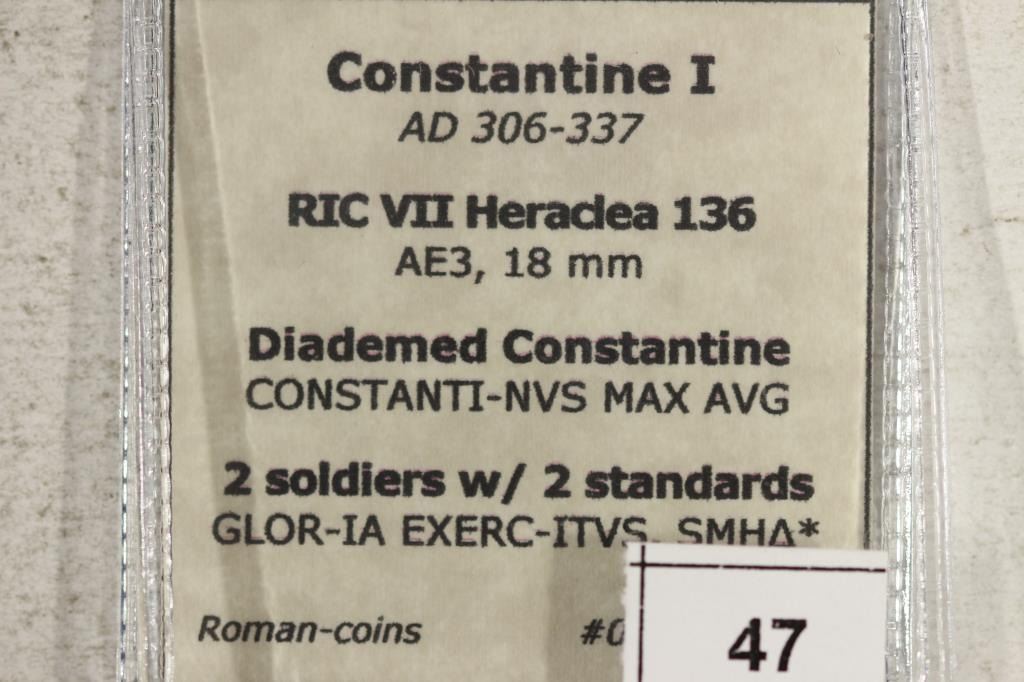 Constantine I
AD 306-337
RIC VII Heraclea 136
AE3, 18 mm
Diademed Constantine
CONSTANTI-NVS MAX AVG
2 soldiers w/ 2 standards
GLOR-IA EXERC-ITVS, SMHΔ*
Roman-coins #0
47